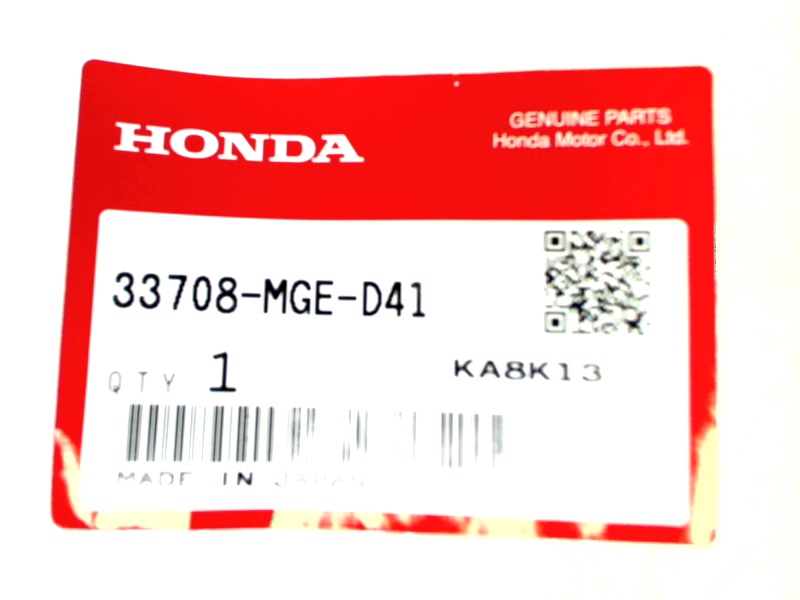 HONDA
GENUINE PARTS
Honda Motor Co., Ltd.
33708-MGE-D41
QTY 1
KA8K13
MADE IN JAPAN